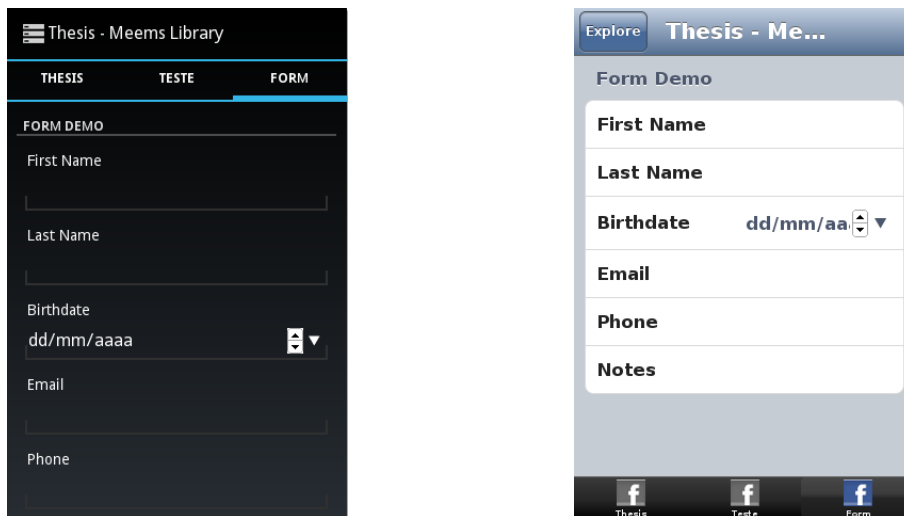 Thesis - Meems Library
THESIS TESTE FORM
FORM DEMO
First Name
Last Name
Birthdate
dd/mm/aaaa
Email
Phone
Explore Thesis - Me...
Form Demo
First Name
Last Name
Birthdate dd/mm/aa
Email
Phone
Notes
Thesis Teste Form